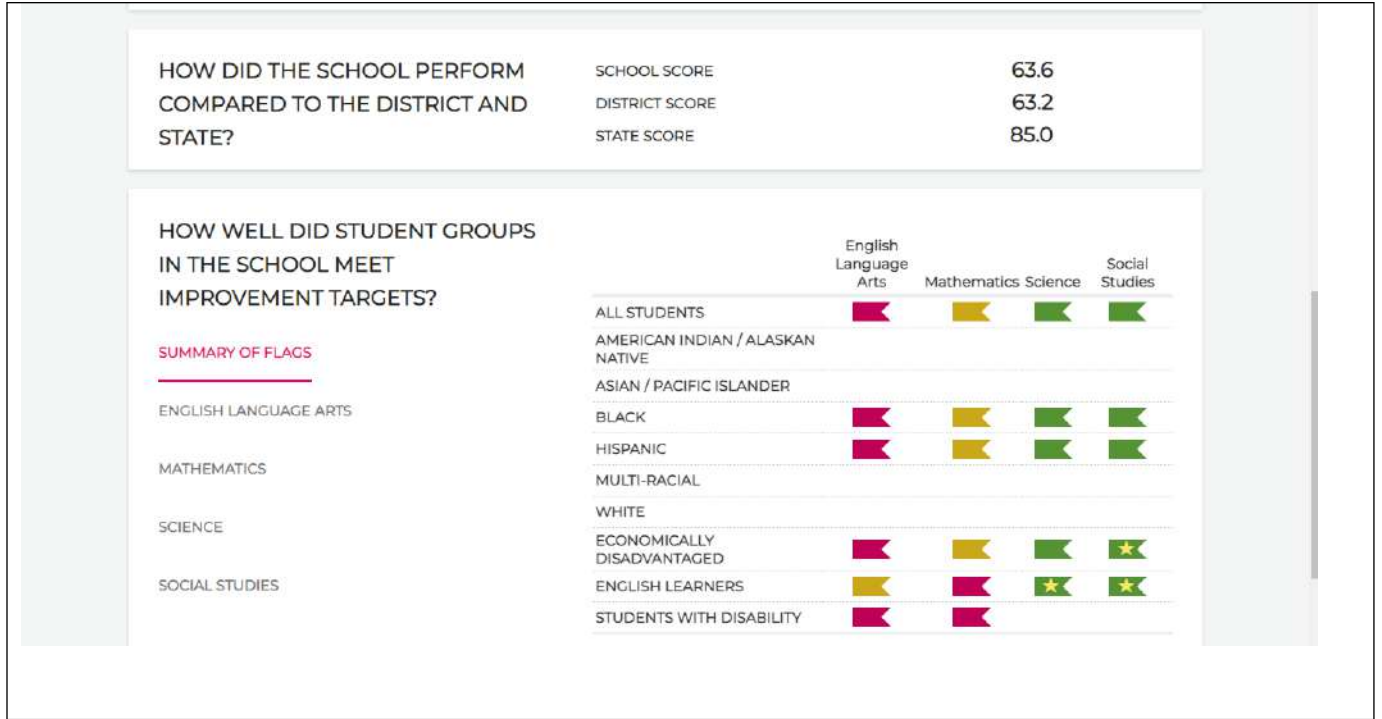 HOW DID THE SCHOOL PERFORM
COMPARED TO THE DISTRICT AND
STATE?
SCHOOL SCORE 63.6
DISTRICT SCORE 63.2
STATE SCORE 85.0
HOW WELL DID STUDENT GROUPS
IN THE SCHOOL MEET
IMPROVEMENT TARGETS?
SUMMARY OF FLAGS
ENGLISH LANGUAGE ARTS
MATHEMATICS
SCIENCE
SOCIAL STUDIES
English
Language Social
Arts Mathematics Science Studies
ALL STUDENTS
AMERICAN INDIAN / ALASKAN
NATIVE
ASIAN / PACIFIC ISLANDER
BLACK
HISPANIC
MULTI-RACIAL
WHITE
ECONOMICALLY
DISADVANTAGED
ENGLISH LEARNERS
STUDENTS WITH DISABILITY